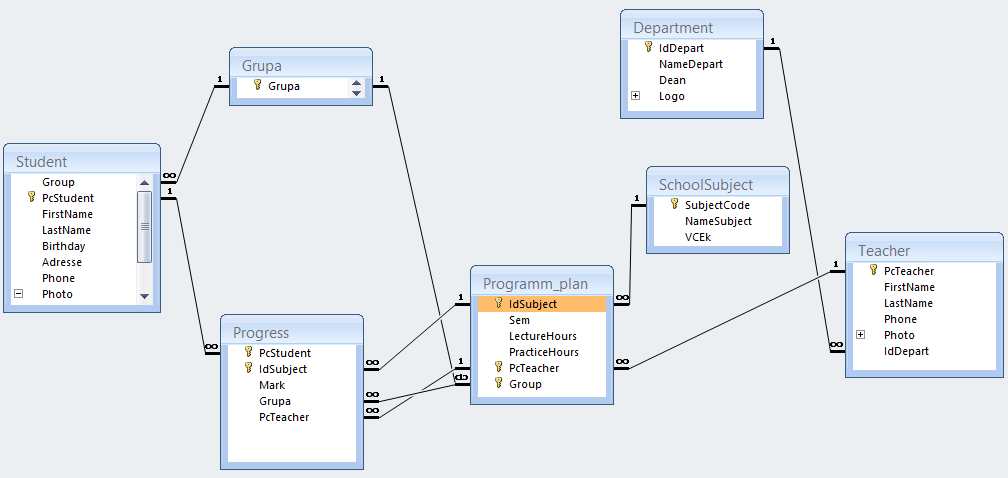 Department
IdDepart
NameDepart
Dean
Logo
1
Grupa
Grupa
1
1
Student
Group
PcStudent
FirstName
LastName
Birthday
Adresse
Phone
Photo
∞
1
SchoolSubject
SubjectCode
NameSubject
VCEk
1
Teacher
PcTeacher
FirstName
LastName
Phone
Photo
IdDepart
1
∞
Programm_plan
IdSubject
Sem
LectureHours
PracticeHours
PcTeacher
Group
1
1
∞
∞
Progress
PcStudent
IdSubject
Mark
Grupa
PcTeacher
∞
∞
∞
∞